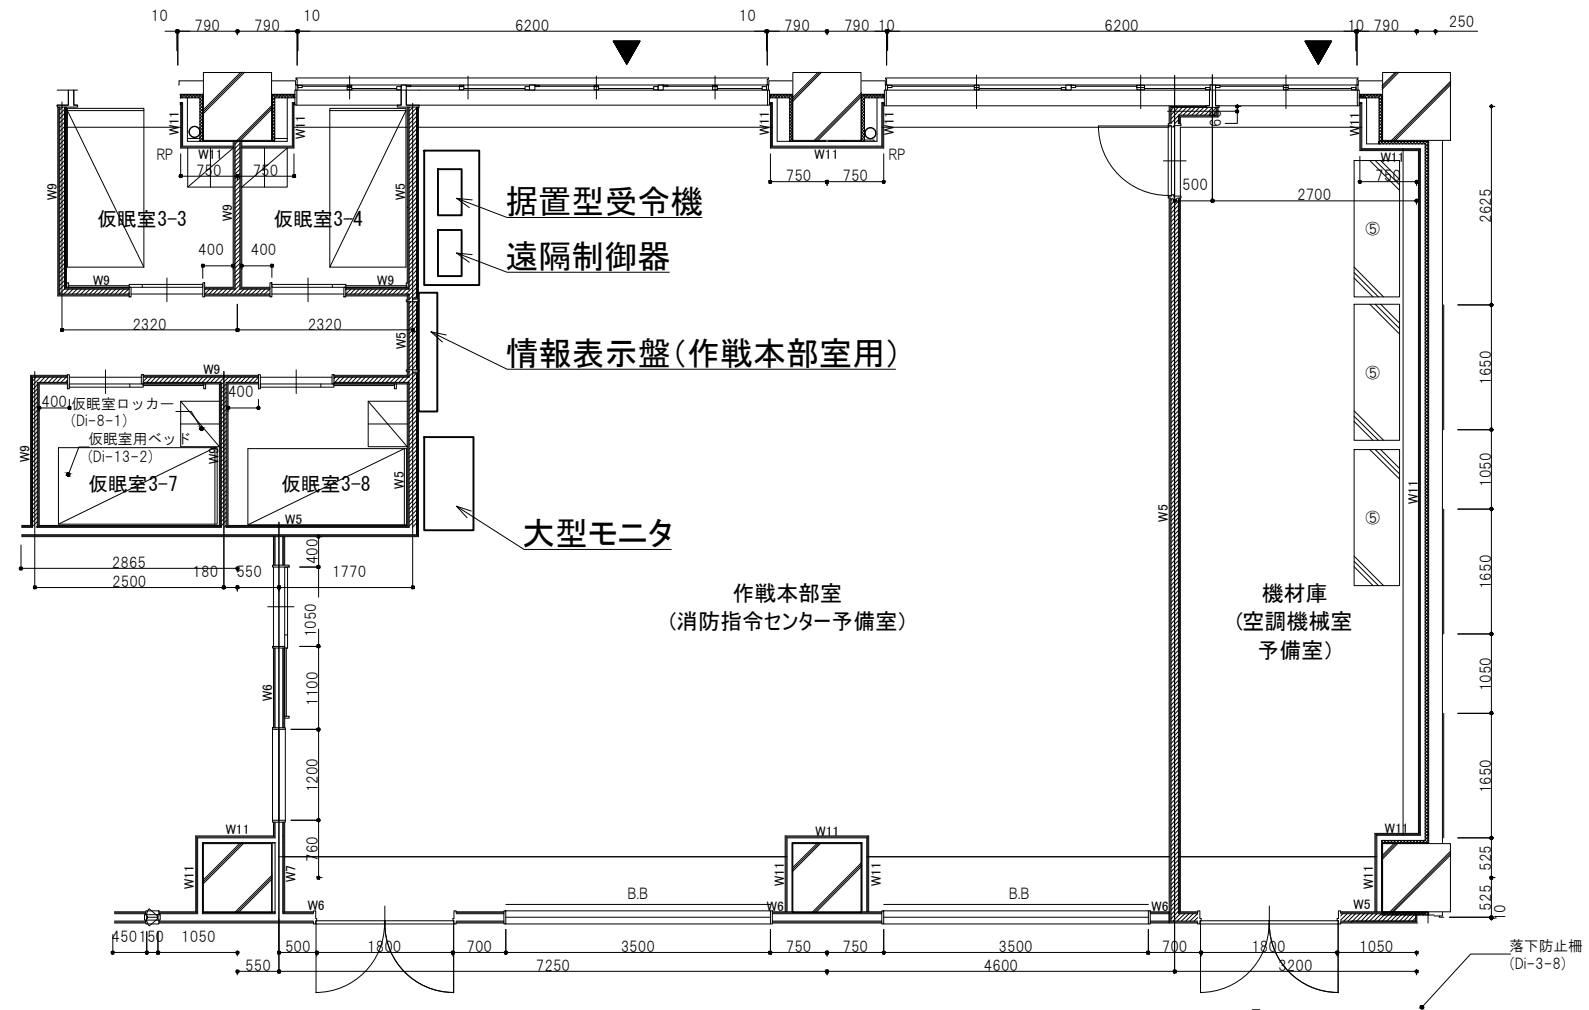 10
790
790
10
6200
10
790
790
10
6200
10
790
250
W11
W11
W11
W11
W11
RP
W11
750
750
W11
RP
750
750
W11
750
500
2700
2625
W9
W9
W5
仮眠室3-3
仮眠室3-4
400
400
W9
W9
据置型受令機
遠隔制御器
⑤
2320
2320
W5
情報表示盤(作戦本部室用)
W9
⑤
1650
400
400
仮眠室ロッカー
(Di-8-1)
仮眠室用ベッド
(Di-13-2)
W9
W9
W5
仮眠室3-7
仮眠室3-8
W5
大型モニタ
W5
W11
⑤
1050
2865
2500
180
550
1770
400
1050
作戦本部室
(消防指令センター予備室)
機材庫
(空調機械室
予備室)
1650
W6
1100
1050
1200
1650
W11
760
W11
W7
W11
W11
W11
W11
W11
525
525
10
W6
B.B
W6
B.B
W6
W5
450
150
1050
500
1800
700
3500
750
750
3500
700
1800
1050
550
7250
4600
3200
落下防止柵
(Di-3-8)